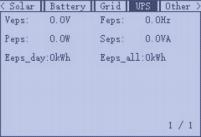 < Solar Battery Grid UPS Other >
Veps: 0.0V Feps: 0.0Hz
Peps: 0.0W Seps: 0.0VA
Eeps_day:0kWh Eeps_all:0kWh
1 / 1